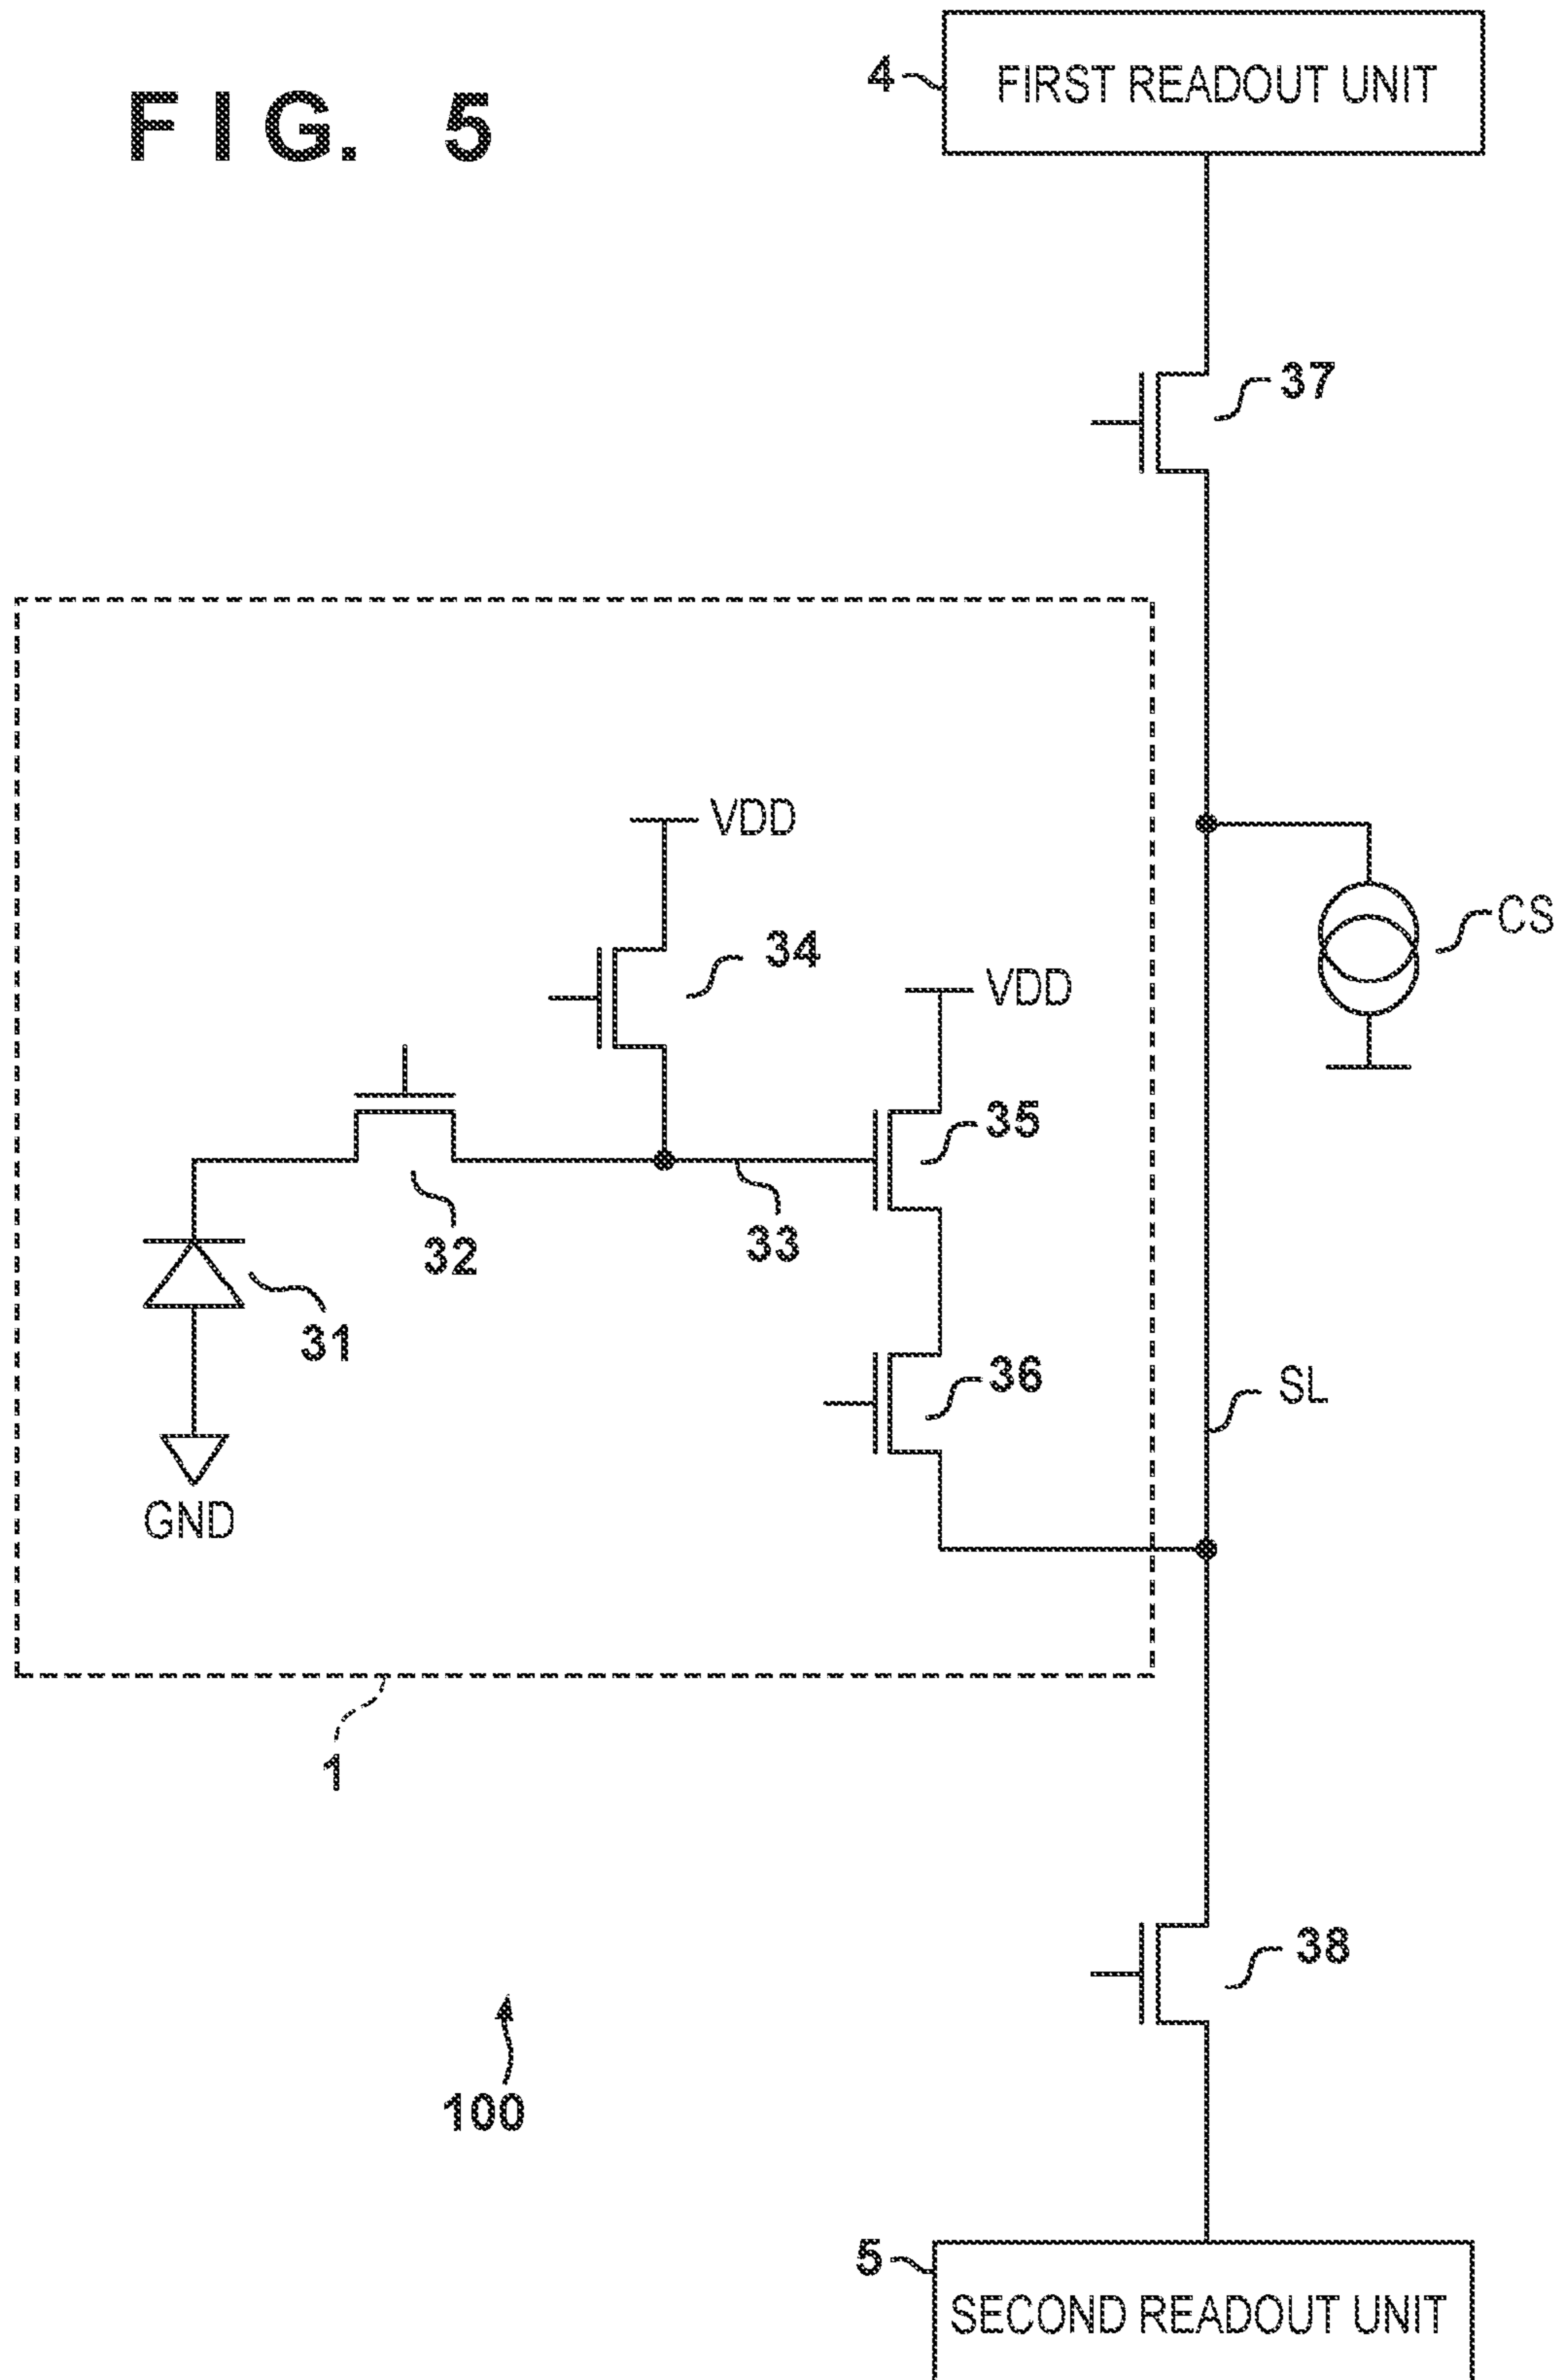 FIG. 5
4
FIRST READOUT UNIT
37
VDD
34
CS
VDD
35
32
33
31
36
SL
GND
1
38
100
5
SECOND READOUT UNIT